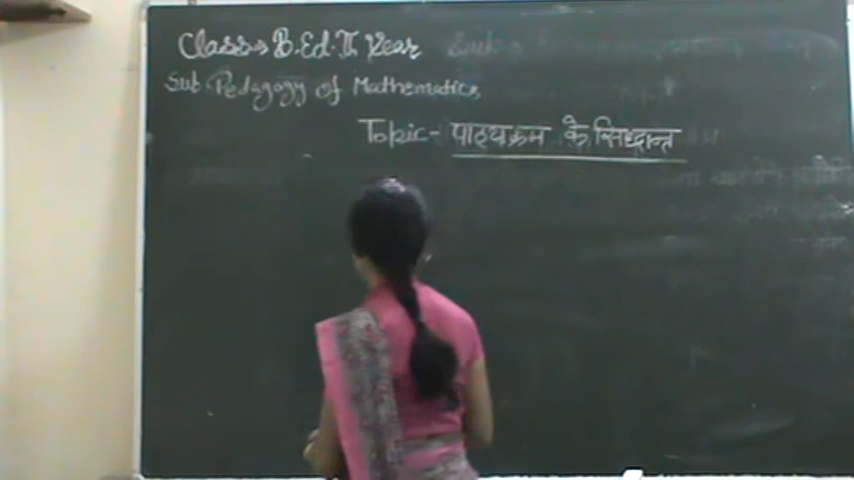 Class→ B.Ed. II Year
Sub. Pedagogy of Mathematics
Topic- पाठ्यक्रम के सिद्धान्त